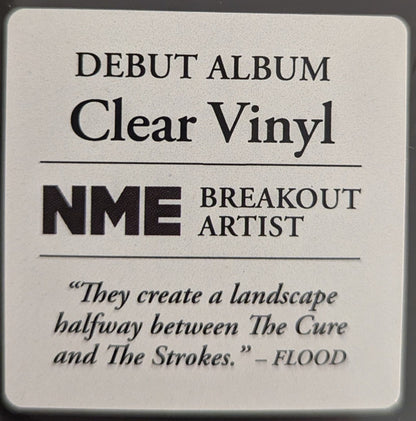 DEBUT ALBUM
Clear Vinyl
NME BREAKOUT
ARTIST
“They create a landscape
halfway between The Cure
and The Strokes.” – FLOOD